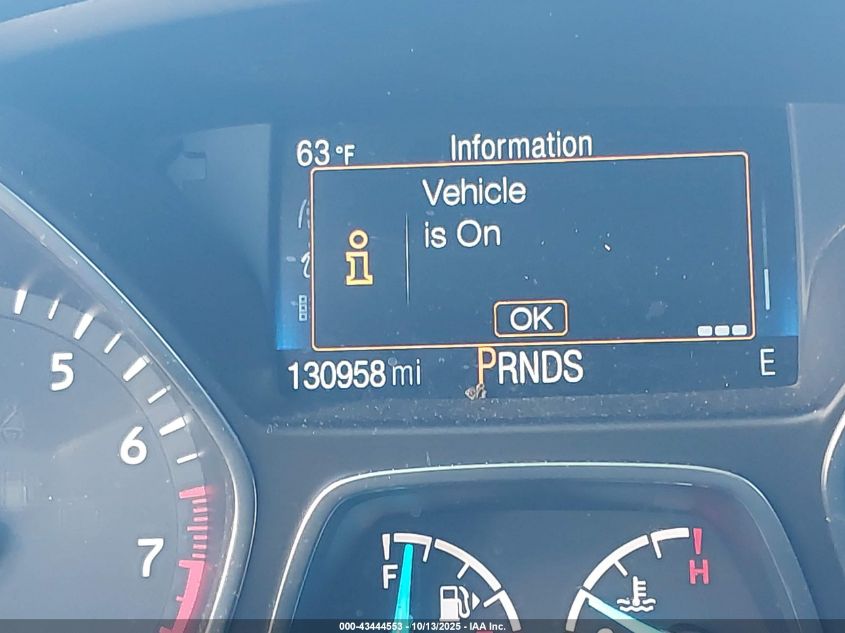 63 °F Information
Vehicle
is On
OK
130958 mi PRNDS E
5
6
7
F H
000-43444553 - 10/13/2025 - IAA Inc.